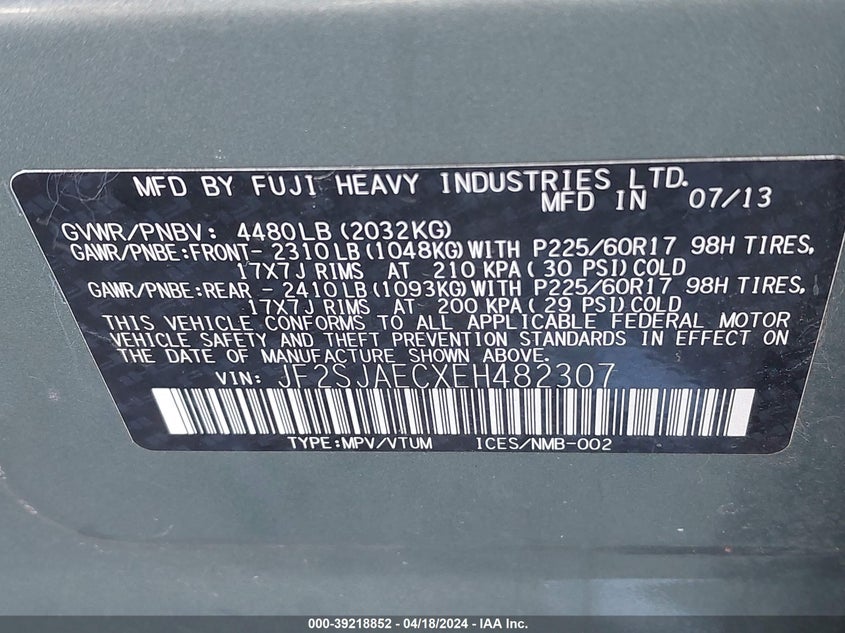 MFD BY FUJI HEAVY INDUSTRIES LTD.
MFD IN 07/13
GVWR/PNBV: 4480LB (2032KG)
GAWR/PNBE:FRONT- 2310LB (1048KG) WITH P225/60R17 98H TIRES,
17X7J RIMS AT 210 KPA ( 30 PSI) COLD
GAWR/PNBE:REAR - 2410LB (1093KG) WITH P225/60R17 98H TIRES,
17X7J RIMS AT 200 KPA ( 29 PSI) COLD
THIS VEHICLE CONFORMS TO ALL APPLICABLE FEDERAL MOTOR
VEHICLE SAFETY AND THEFT PREVENTION STANDARDS IN EFFECT ON
THE DATE OF MANUFACTURE SHOWN ABOVE.
VIN: JF2SJAECXEH482307
TYPE:MPV/VTUM ICES/NMB-002
000-39218852 - 04/18/2024 - IAA Inc.